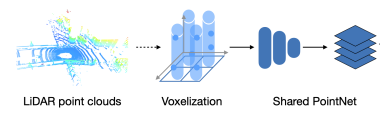 LiDAR point clouds
Voxelization
Shared PointNet